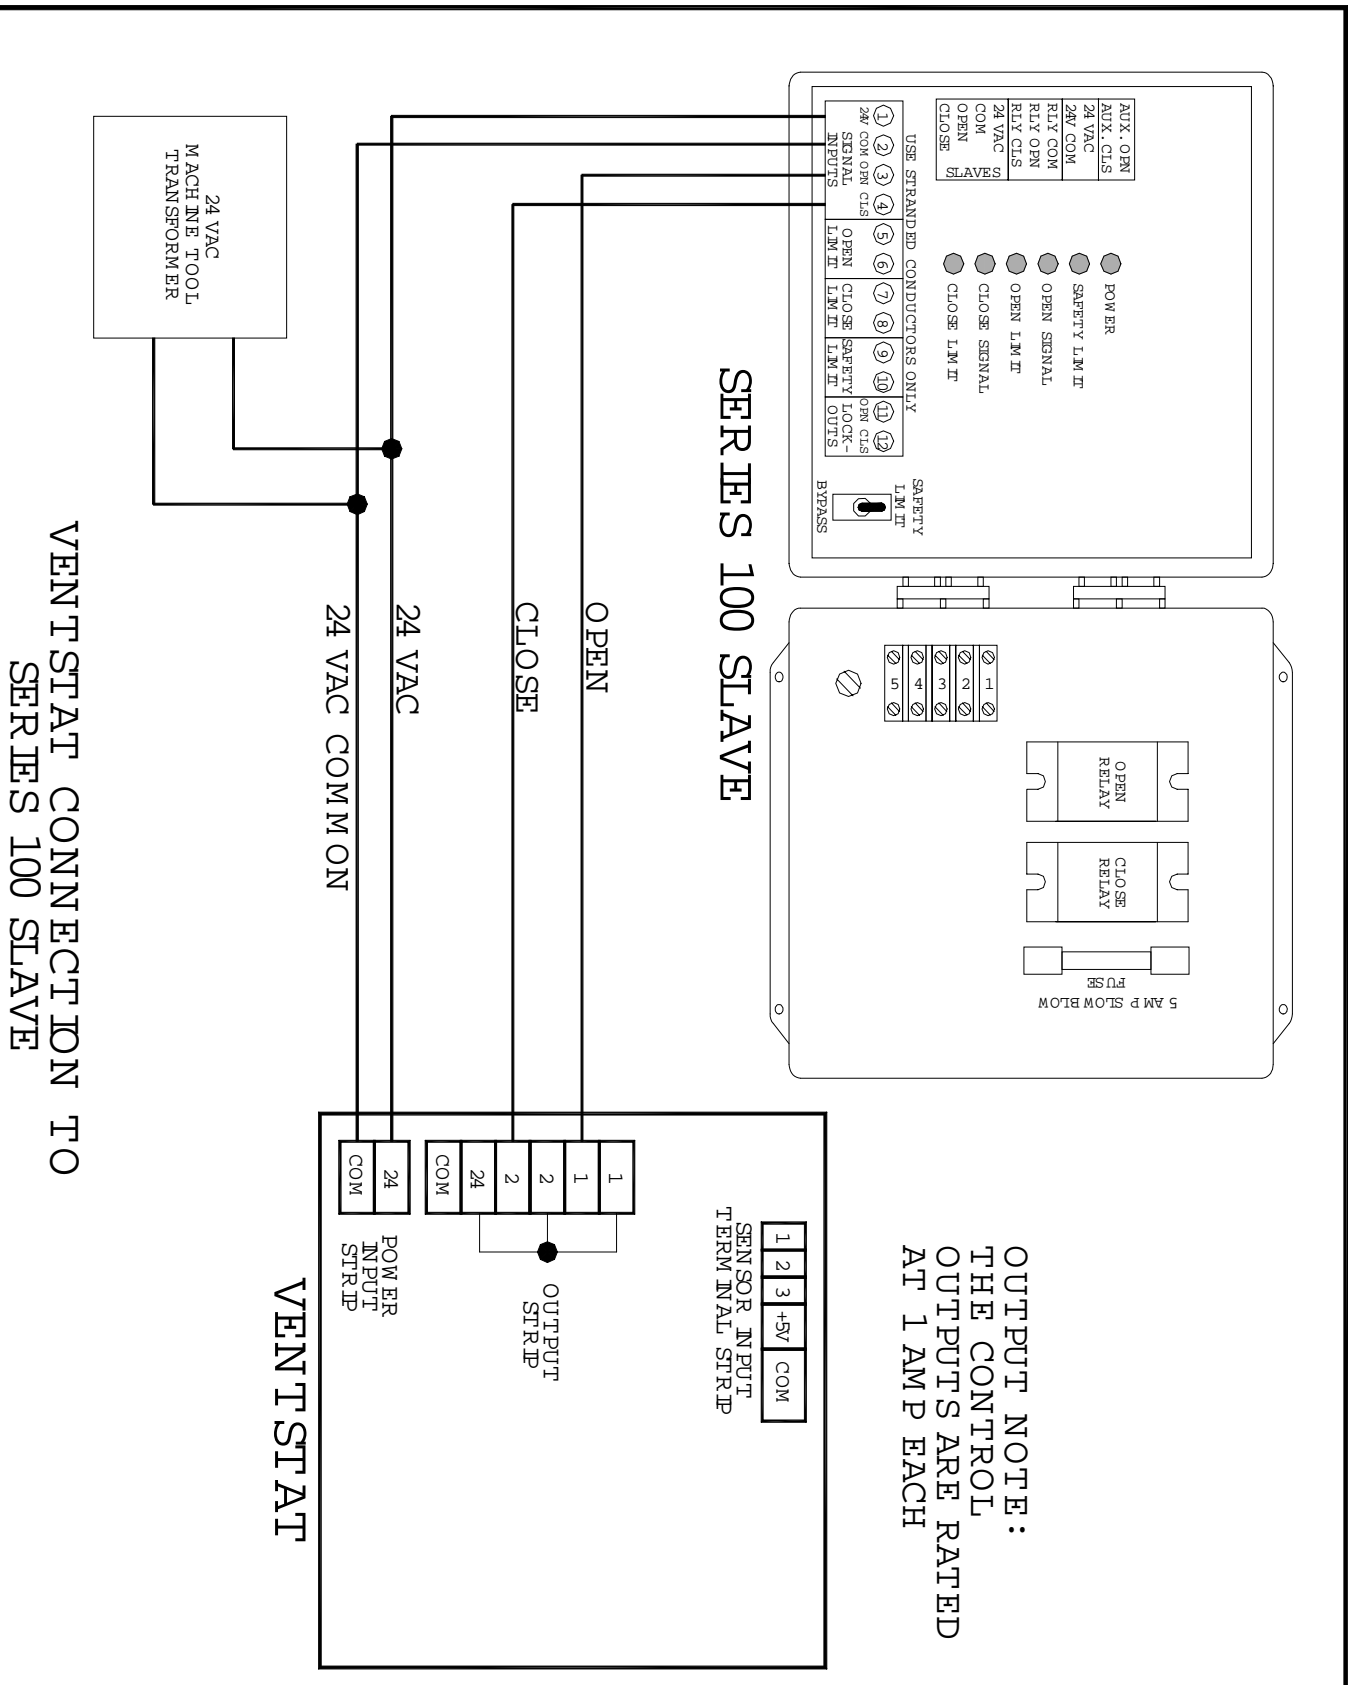 AUX. OPN
AUX. CLS
24 VAC
24V COM
RLY COM
RLY OPN
RLY CLS
24 VAC
COM
OPEN
CLOSE
SLAVES
POWER
SAFETY LIMIT
OPEN SIGNAL
OPEN LIMIT
CLOSE SIGNAL
CLOSE LIMIT
USE STRANDED CONDUCTORS ONLY
1 2 3 4 5 6 7 8 9 10 11 12
24V COM OPN CLS
SIGNAL
INPUTS
OPEN
LIMIT
CLOSE
LIMIT
SAFETY
LIMIT
OPN CLS
LOCK-
OUTS
SAFETY
LIMIT
BYPASS
SERIES 100 SLAVE
1
2
3
4
5
OPEN
RELAY
CLOSE
RELAY
5 AMP SLOW BLOW
FUSE
OUTPUT NOTE:
THE CONTROL
OUTPUTS ARE RATED
AT 1 AMP EACH
24 VAC
MACHINE TOOL
TRANSFORMER
OPEN
CLOSE
24 VAC
24 VAC COMMON
1 2 3 +5V COM
SENSOR INPUT
TERMINAL STRIP
1
1
2
2
24
COM
OUTPUT
STRIP
24
COM
POWER
INPUT
STRIP
VENTSTAT
VENTSTAT CONNECTION TO
SERIES 100 SLAVE